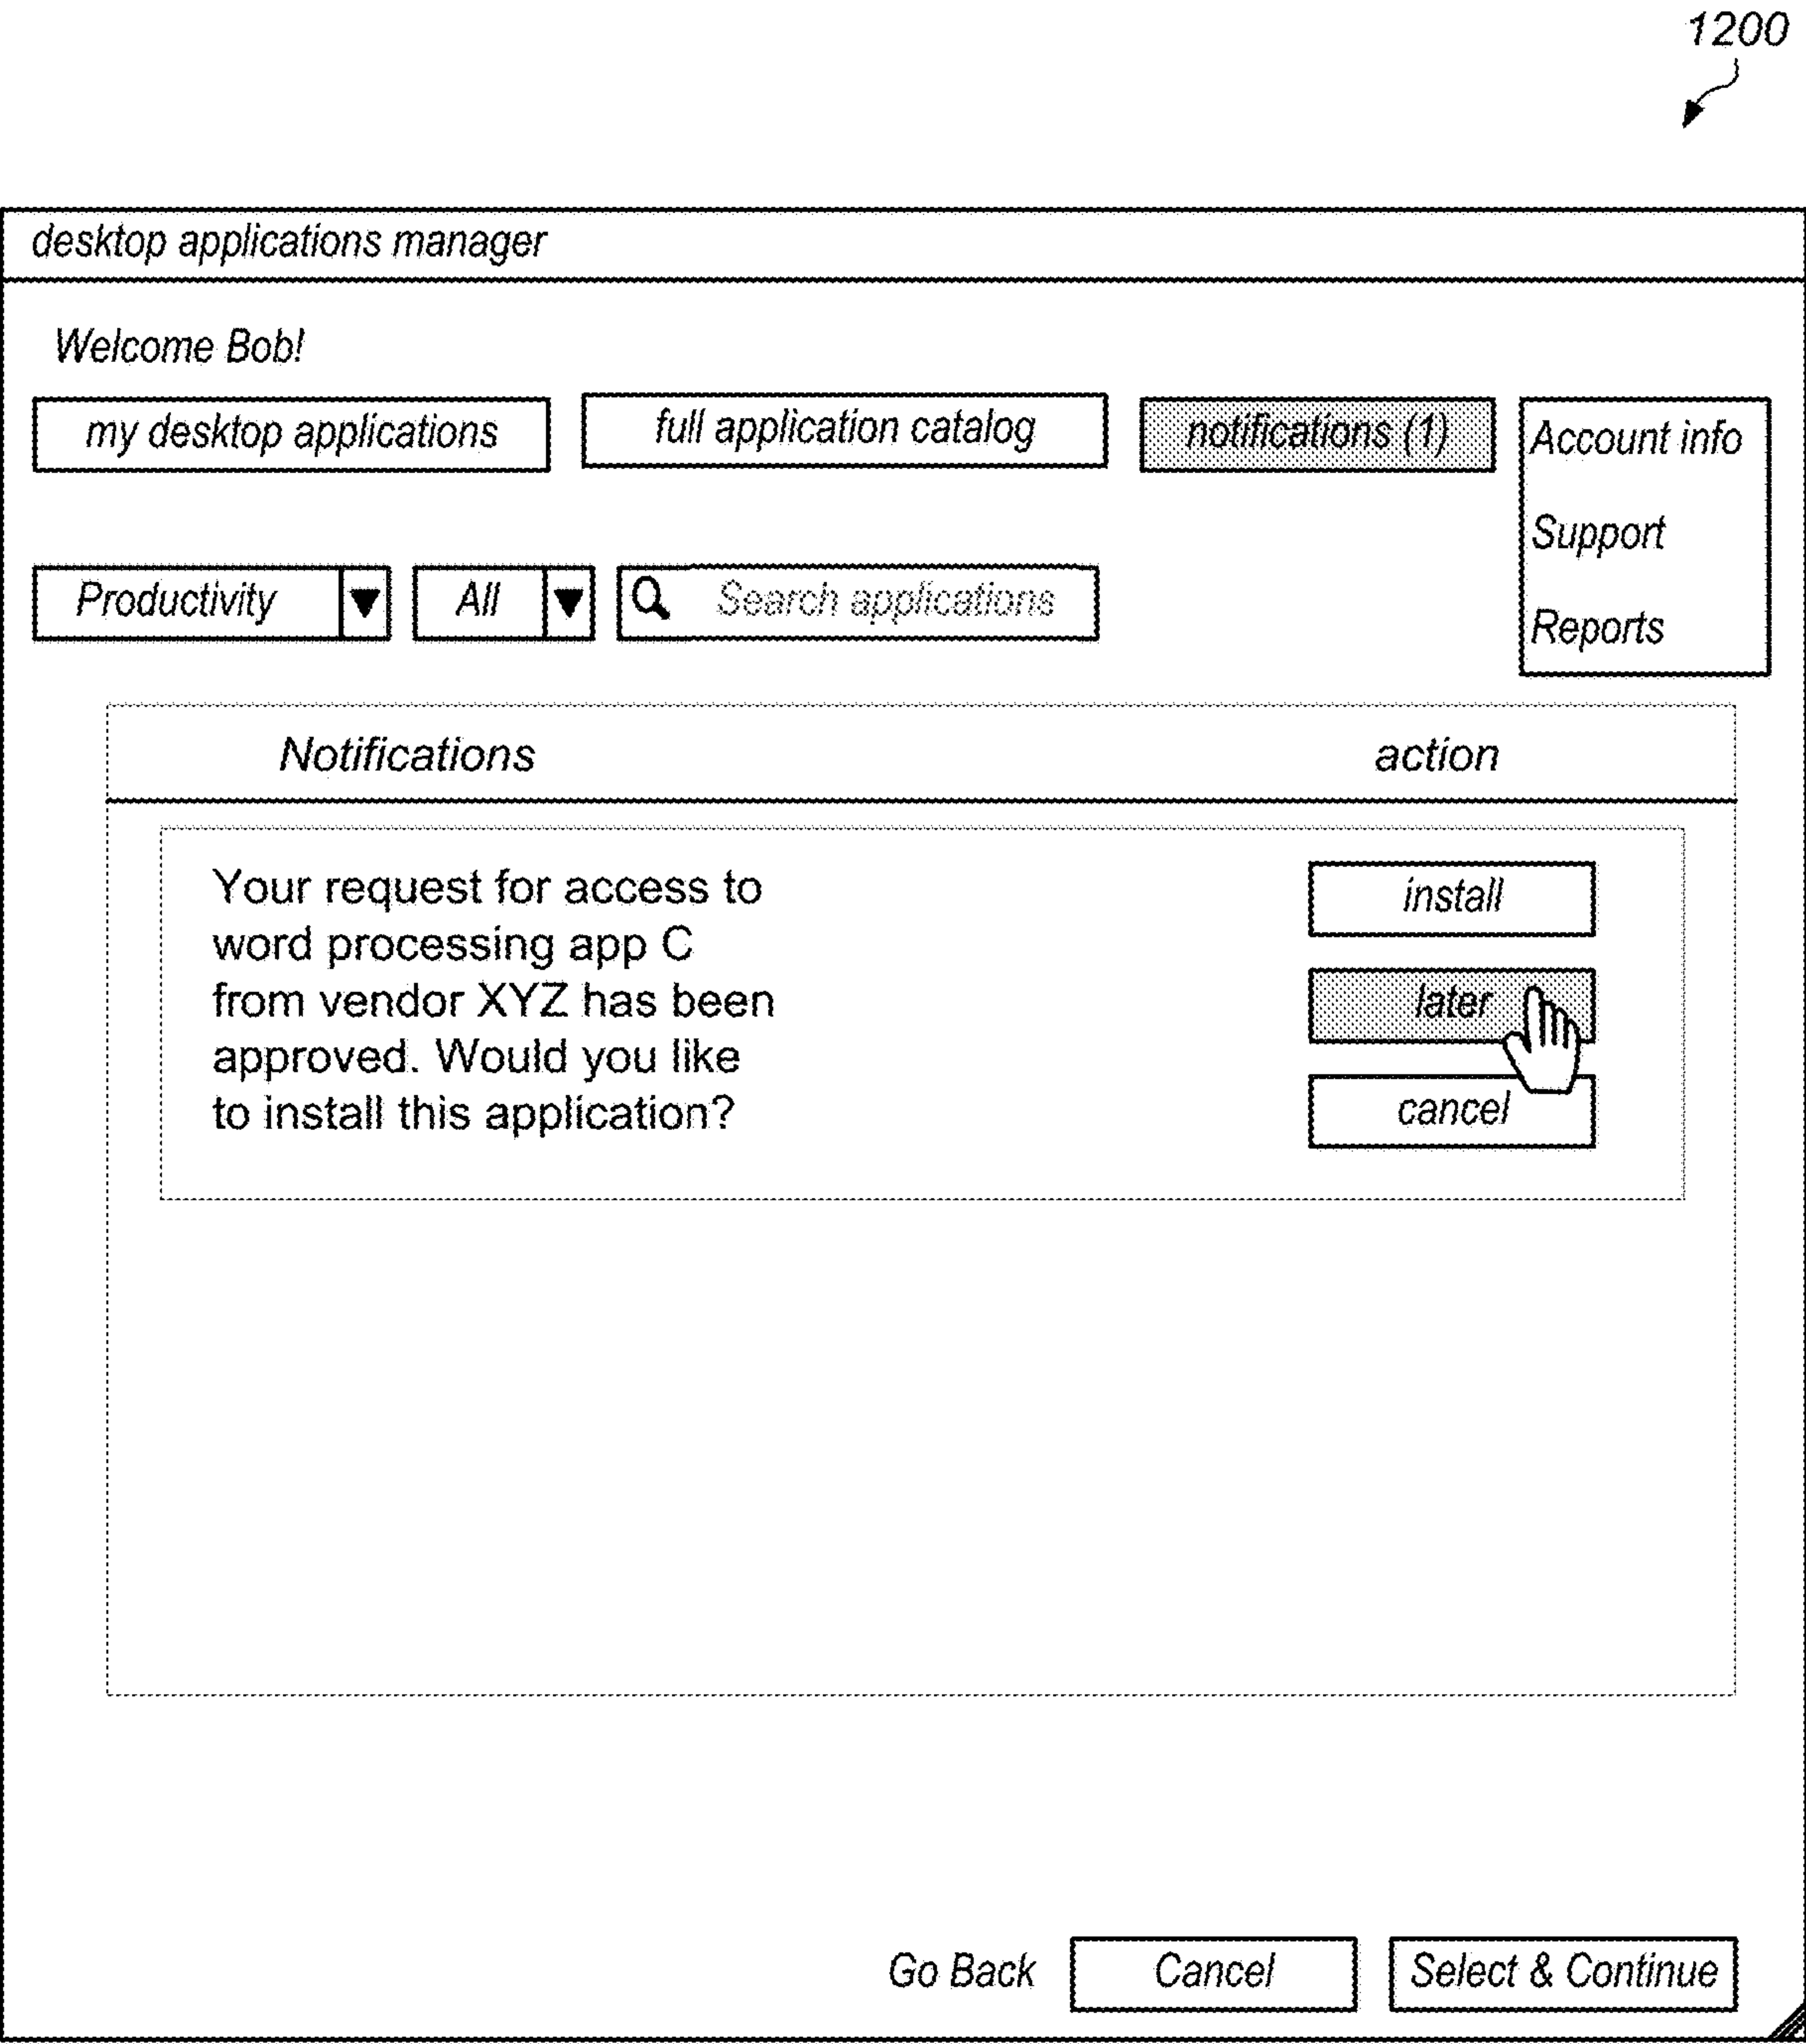 1200
desktop applications manager
Welcome Bob!
my desktop applications
full application catalog
notifications (1)
Account info
Support
Reports
Productivity
All
Search applications
Notifications
action
Your request for access to
word processing app C
from vendor XYZ has been
approved. Would you like
to install this application?
install
later
cancel
Go Back
Cancel
Select & Continue